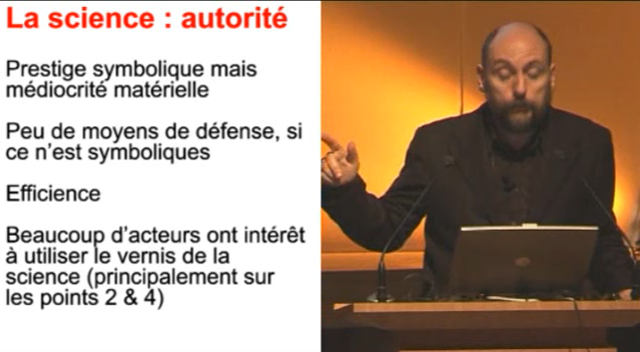 La science : autorité
Prestige symbolique mais
médiocrité matérielle
Peu de moyens de défense, si
ce n'est symboliques
Efficience
Beaucoup d'acteurs ont intérêt
à utiliser le vernis de la
science (principalement sur
les points 2 & 4)